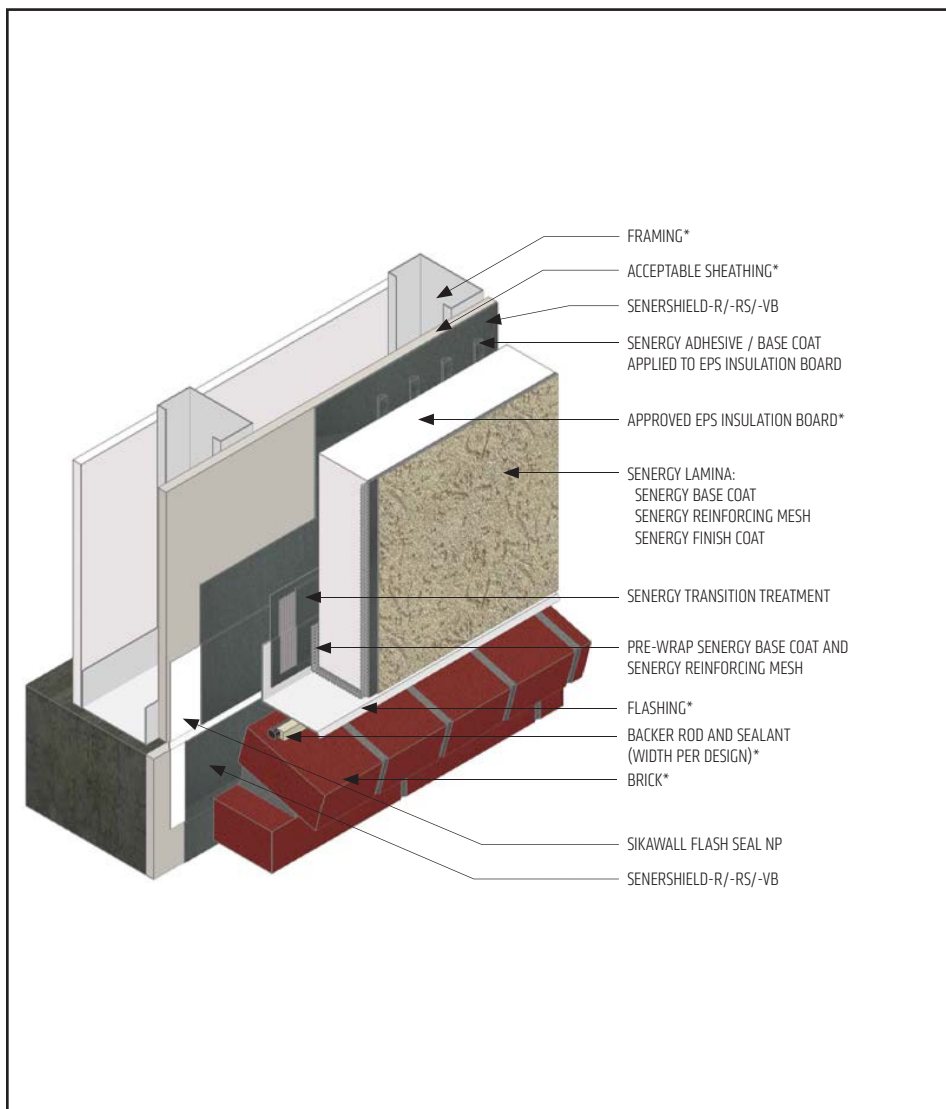 FRAMING*
ACCEPTABLE SHEATHING*
SENERSHIELD-R/-RS/-VB
SENERGY ADHESIVE / BASE COAT
APPLIED TO EPS INSULATION BOARD
APPROVED EPS INSULATION BOARD*
SENERGY LAMINA:
SENERGY BASE COAT
SENERGY REINFORCING MESH
SENERGY FINISH COAT
SENERGY TRANSITION TREATMENT
PRE-WRAP SENERGY BASE COAT AND
SENERGY REINFORCING MESH
FLASHING*
BACKER ROD AND SEALANT
(WIDTH PER DESIGN)*
BRICK*
SIKAWALL FLASH SEAL NP
SENERSHIELD-R/-RS/-VB